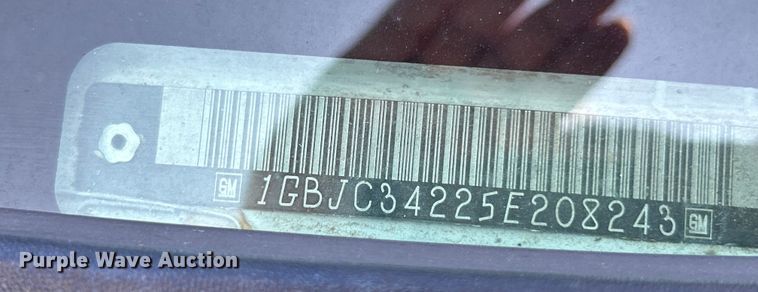 GM 1GBJC34225E208243 GM
Purple Wave Auction